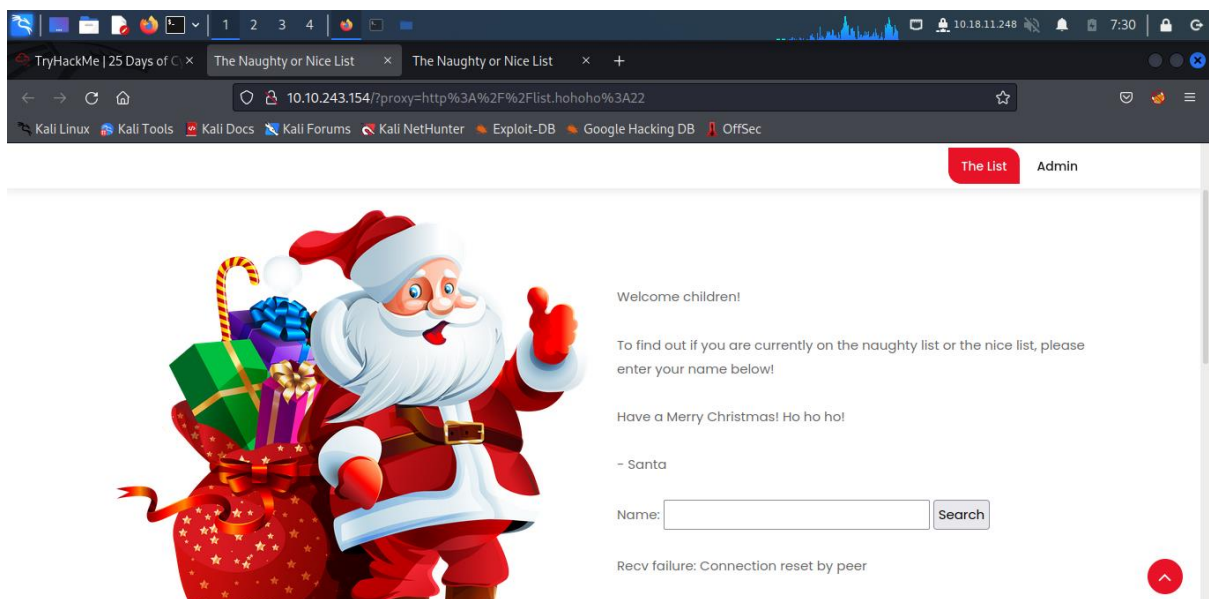 1 2 3 4
10.18.11.248 7:30
TryHackMe | 25 Days of C
The Naughty or Nice List
The Naughty or Nice List
10.10.243.154/?proxy=http%3A%2F%2Flist.hohoho%3A22
Kali Linux Kali Tools Kali Docs Kali Forums Kali NetHunter Exploit-DB Google Hacking DB OffSec
The List Admin
Welcome children!
To find out if you are currently on the naughty list or the nice list, please
enter your name below!
Have a Merry Christmas! Ho ho ho!
- Santa
Name: Search
Recv failure: Connection reset by peer